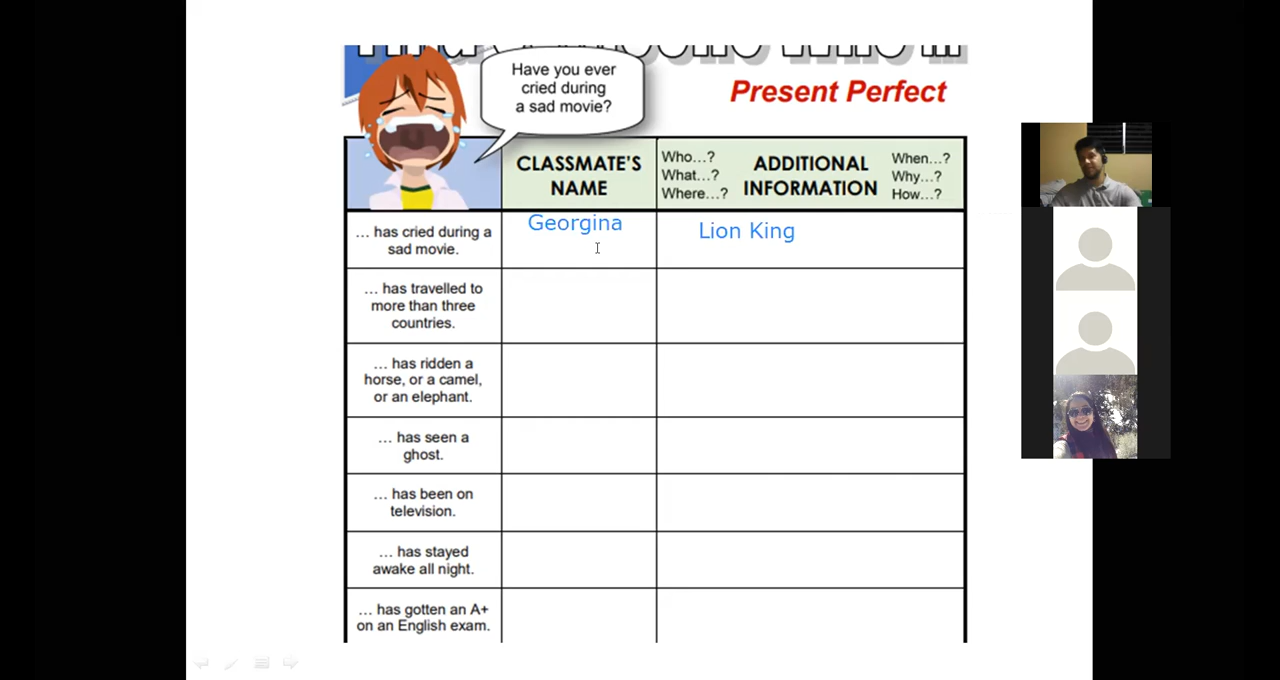 Have you ever
cried during
a sad movie?
Present Perfect
CLASSMATE'S
NAME
Who...?
What...?
Where...?
ADDITIONAL
INFORMATION
When...?
Why...?
How...?
... has cried during a
sad movie.
Georgina
Lion King
... has travelled to
more than three
countries.
... has ridden a
horse, or a camel,
or an elephant.
... has seen a
ghost.
... has been on
television.
... has stayed
awake all night.
... has gotten an A+
on an English exam.